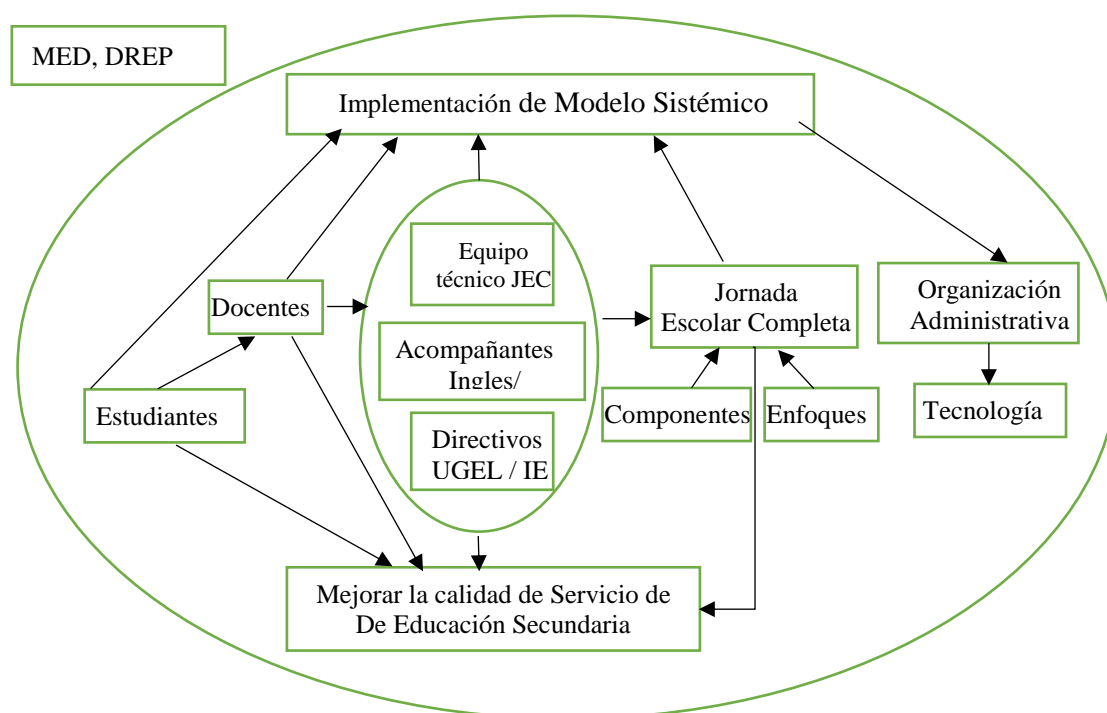 MED, DREP
Implementación de Modelo Sistémico
Equipo
técnico JEC
Docentes
Jornada
Escolar Completa
Organización
Administrativa
Acompañantes
Ingles/
Estudiantes
Componentes
Enfoques
Tecnología
Directivos
UGEL / IE
Mejorar la calidad de Servicio de
De Educación Secundaria